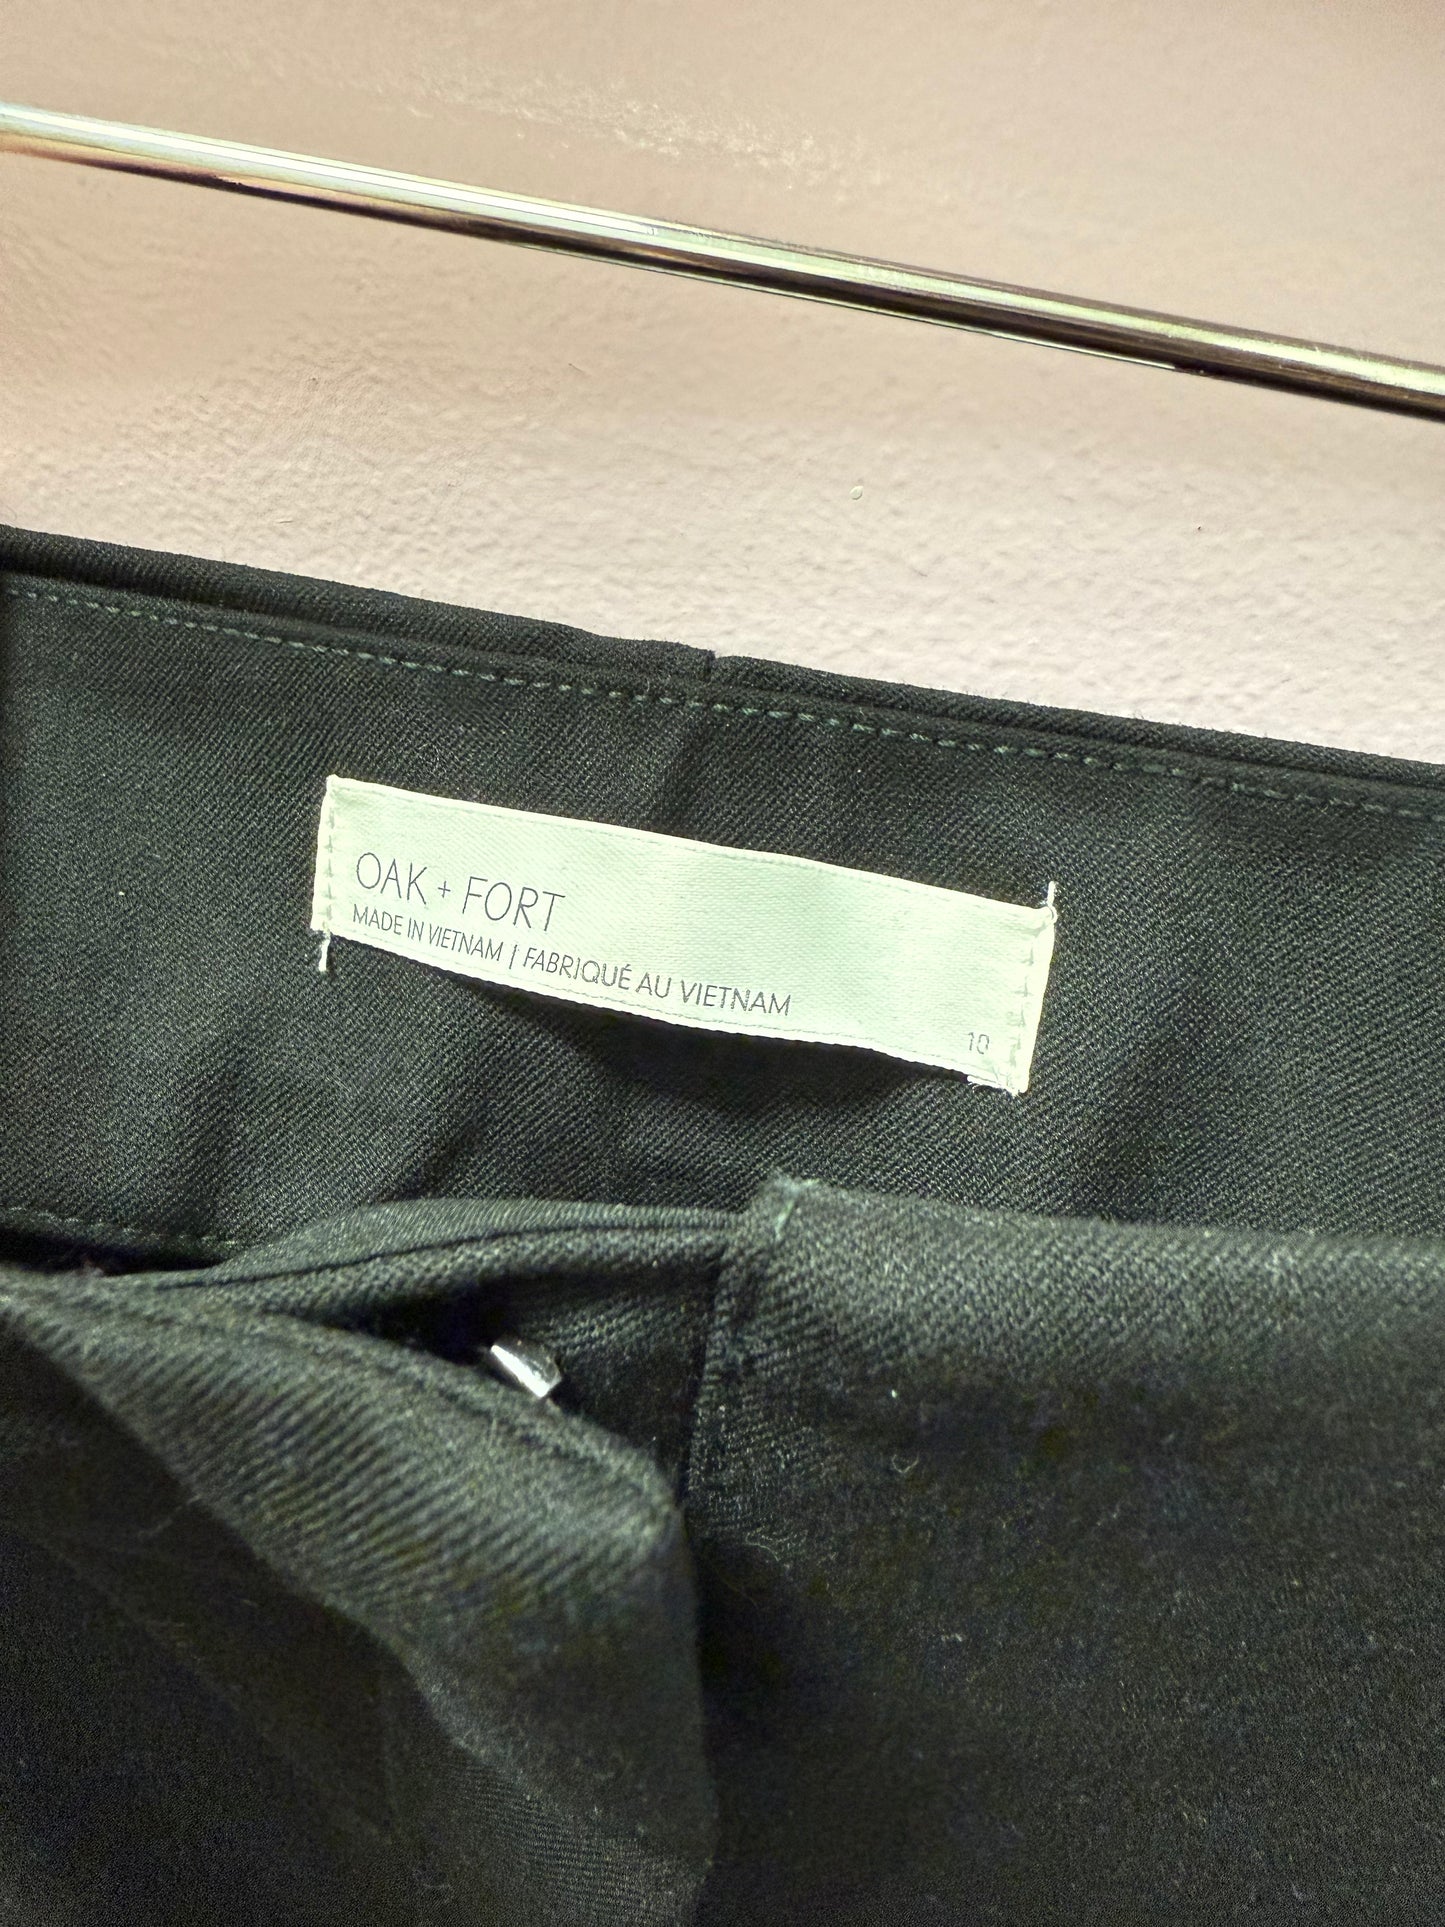 OAK + FORT
MADE IN VIETNAM | FABRIQUÉ AU VIETNAM
10